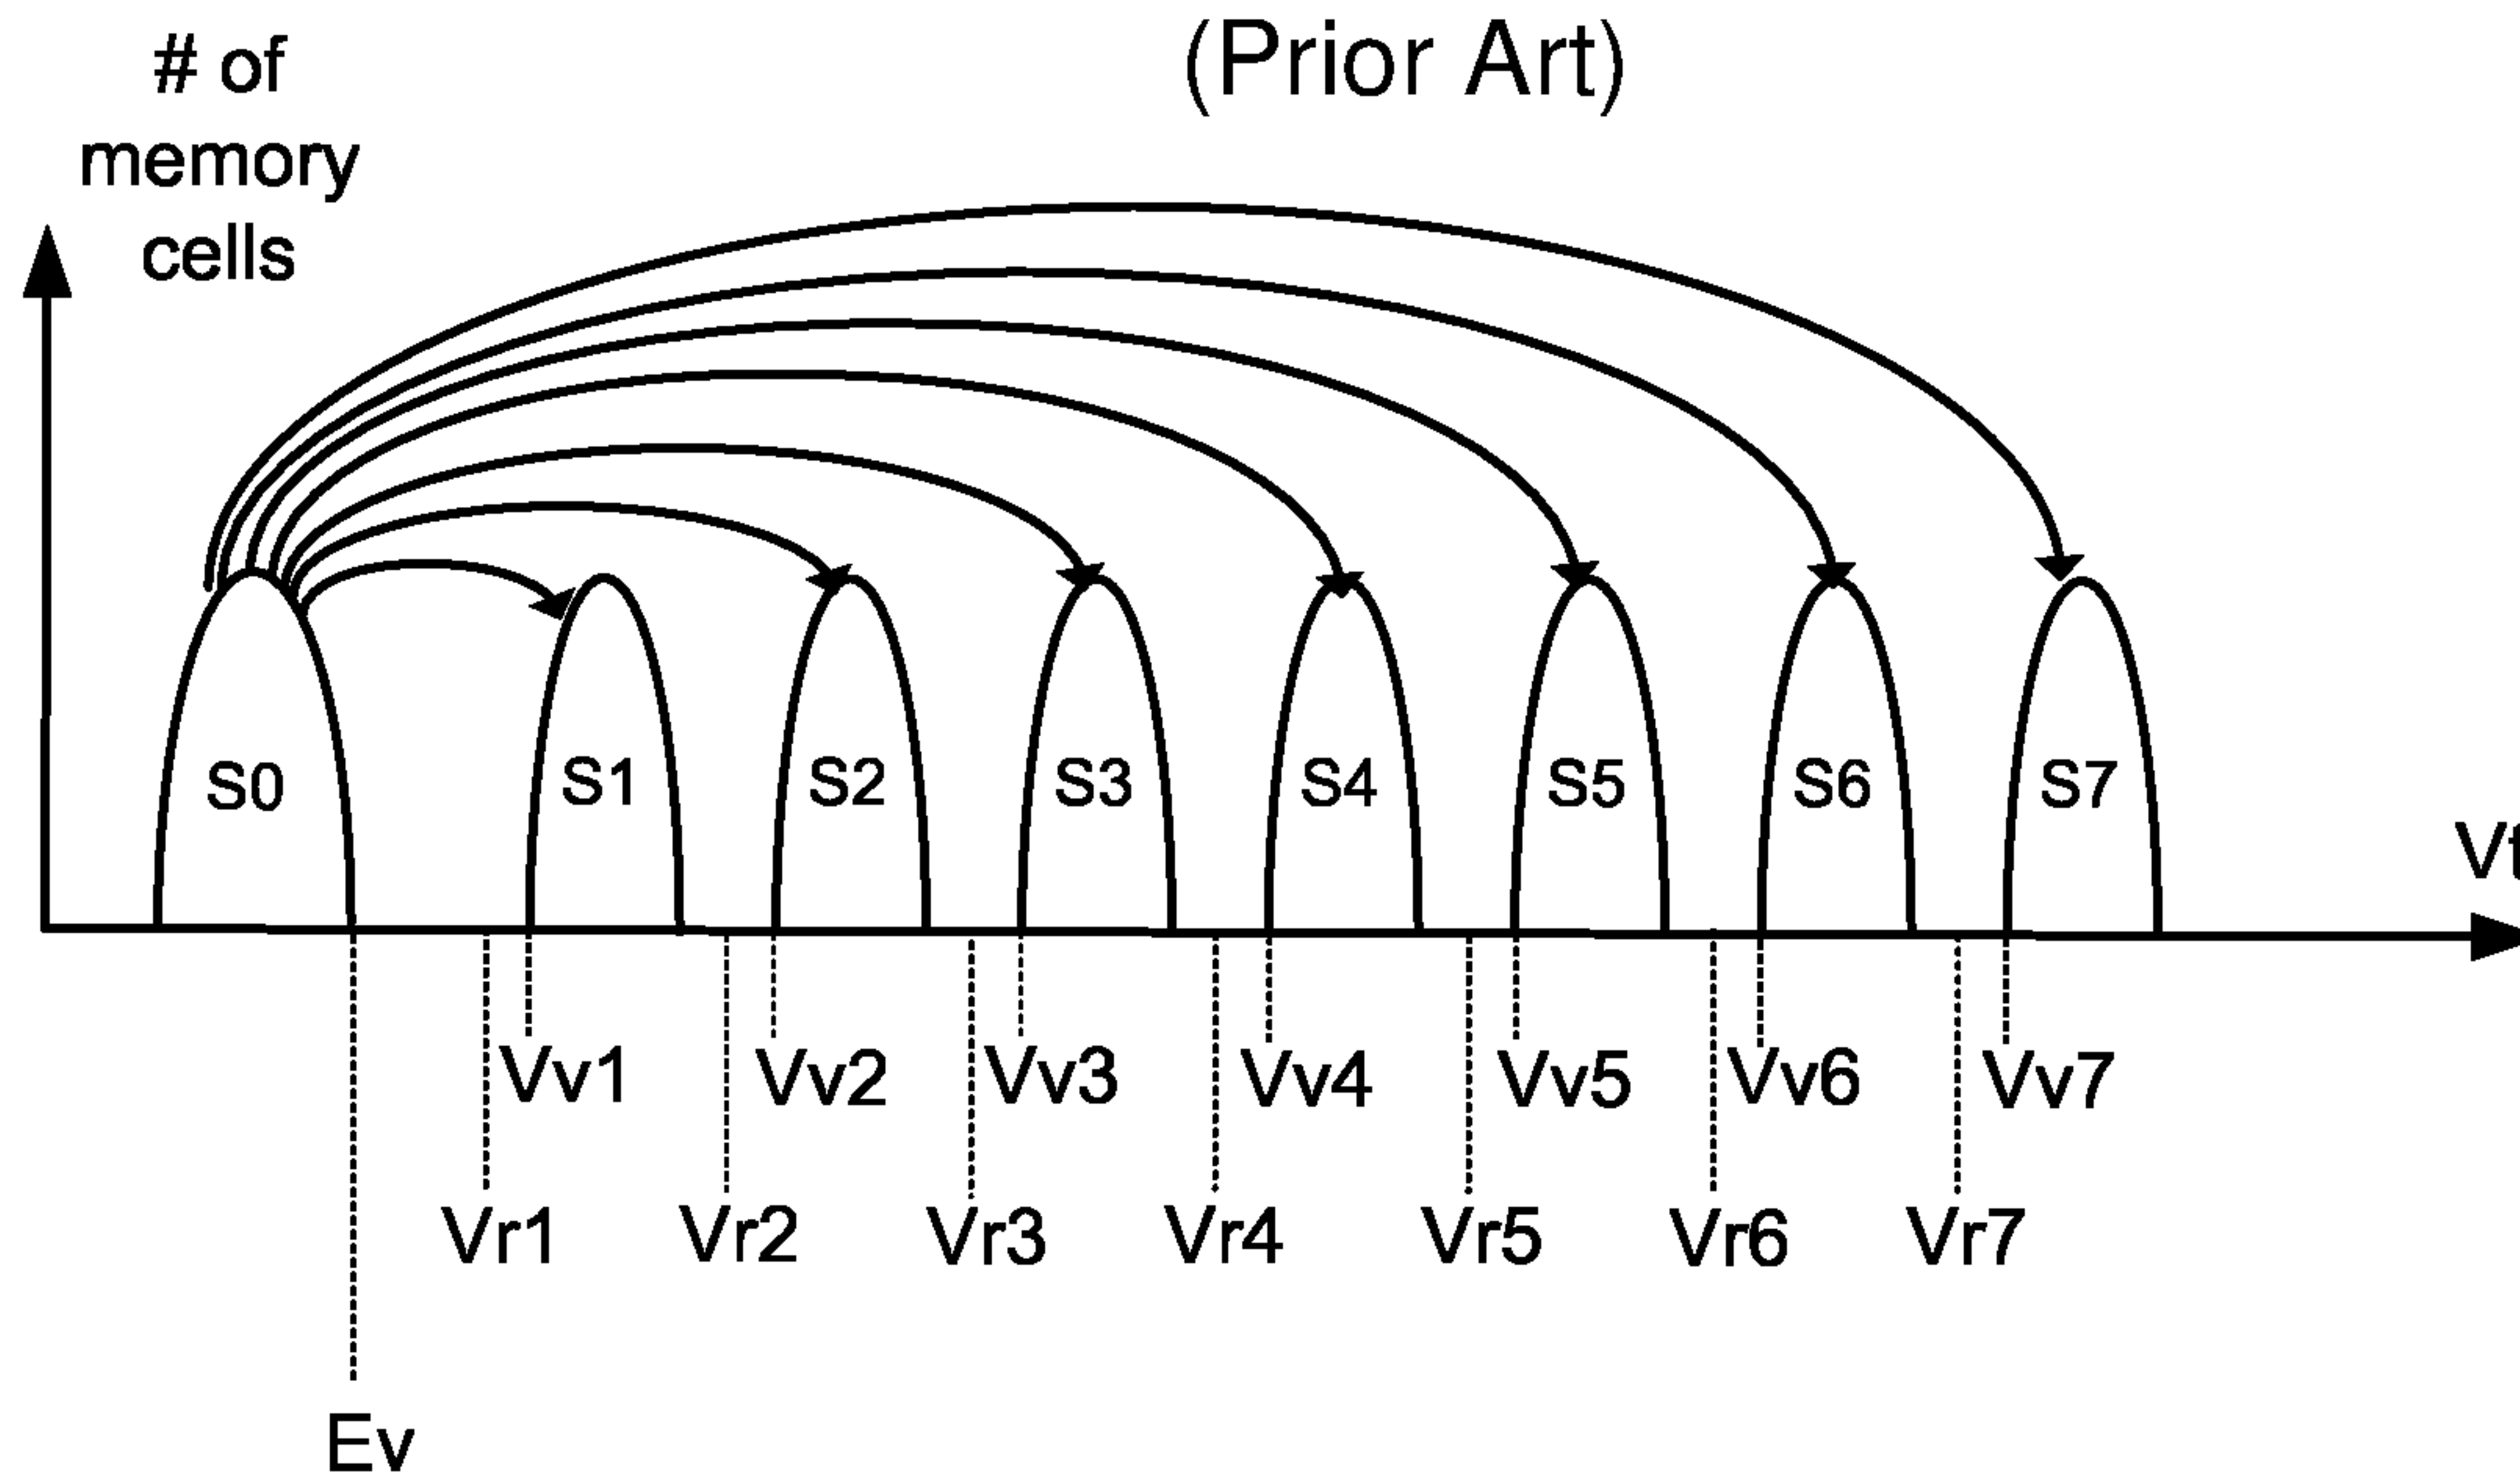 (Prior Art)
# of
memory
cells
S0 S1 S2 S3 S4 S5 S6 S7
Vt
Vv1 Vv2 Vv3 Vv4 Vv5 Vv6 Vv7
Vr1 Vr2 Vr3 Vr4 Vr5 Vr6 Vr7
Ev